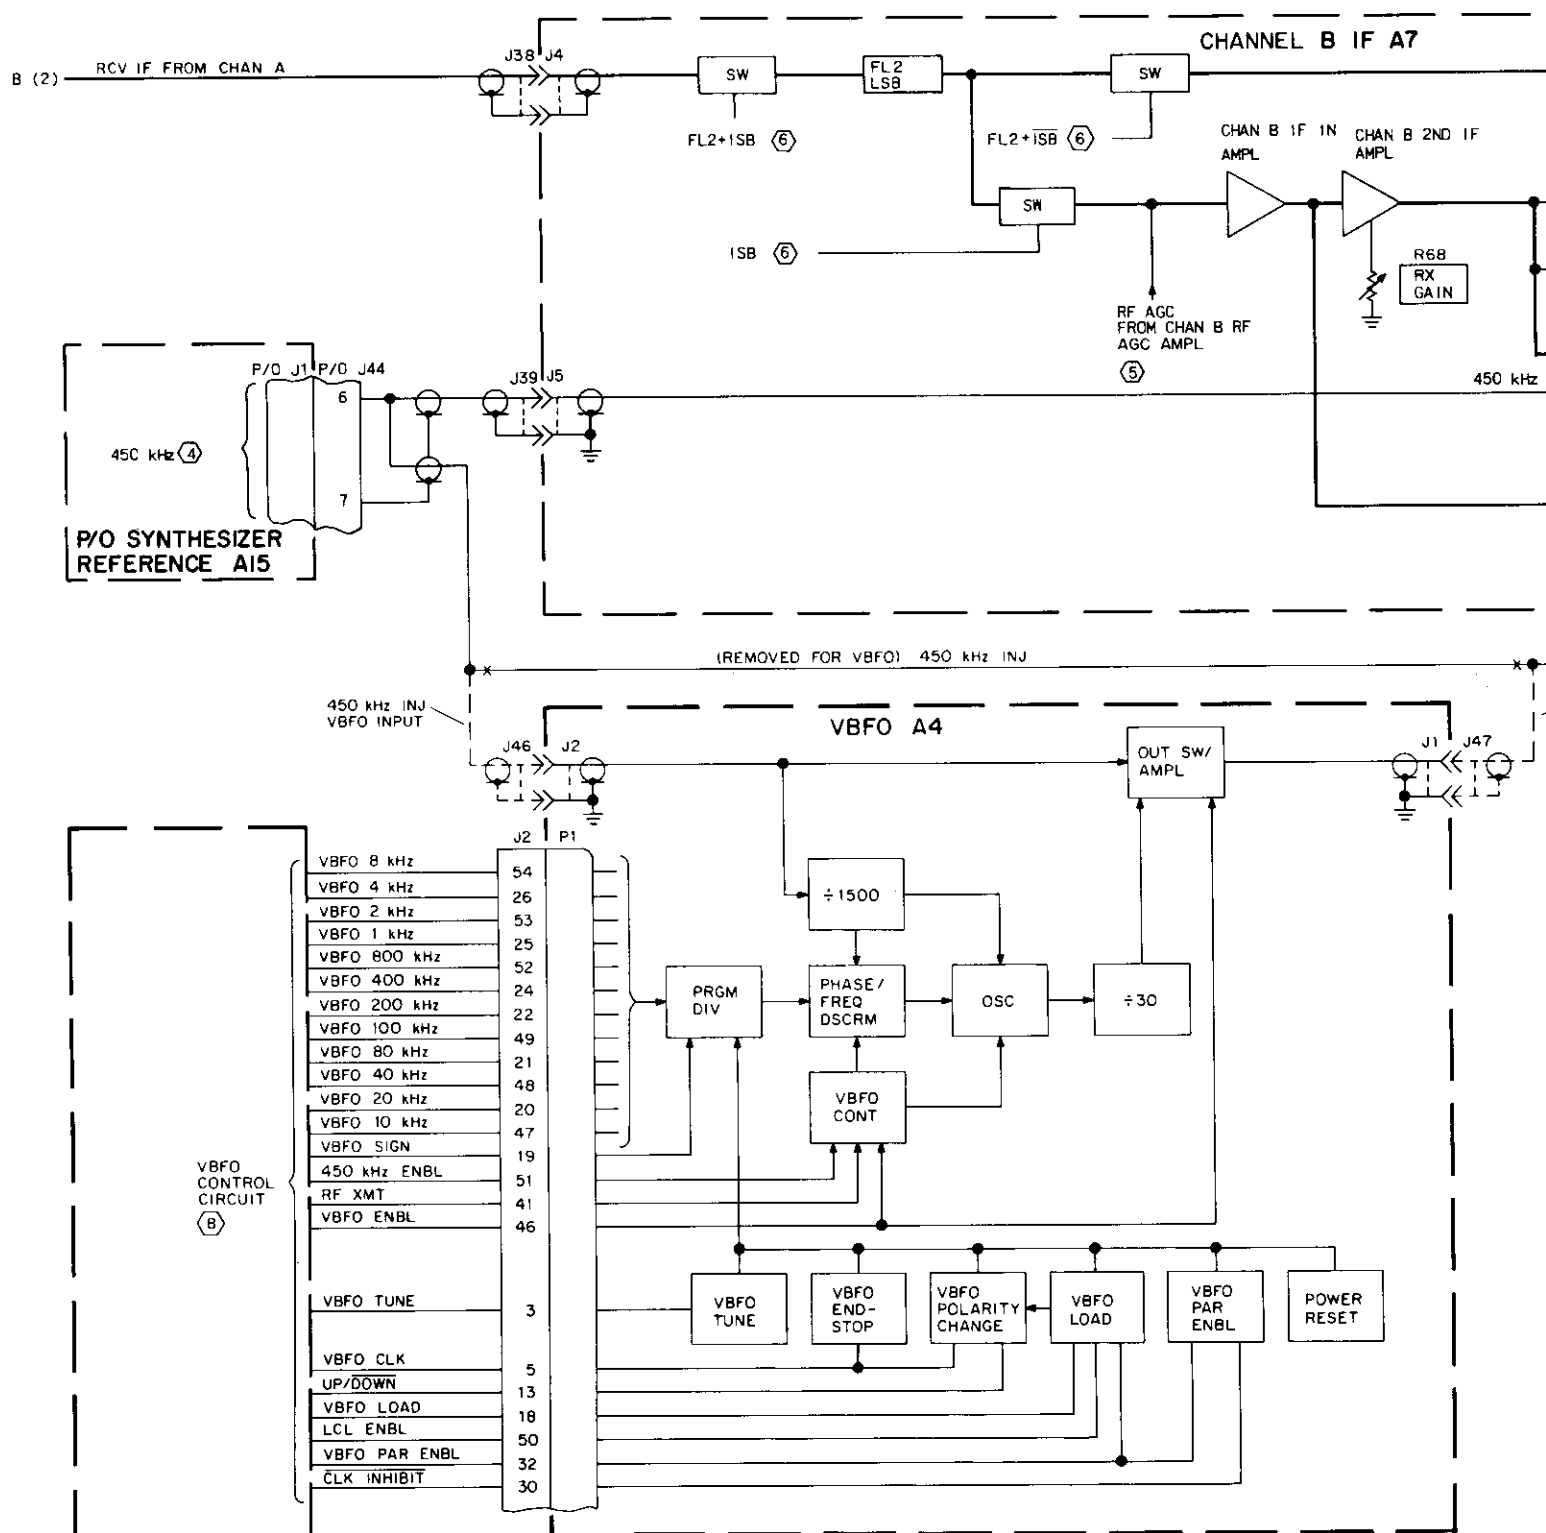 CHANNEL B IF A7
B (2)
RCV IF FROM CHAN A
J38 J4
SW
FL2
LSB
SW
FL2+ISB 6
FL2+I̅S̅B̅ 6
CHAN B IF IN
AMPL
CHAN B 2ND IF
AMPL
SW
ISB 6
R68
RX
GAIN
RF AGC
FROM CHAN B RF
AGC AMPL
5
P/O J1 P/O J44
J39 J5
450 kHz
6
450 kHz 4
7
P/O SYNTHESIZER
REFERENCE A15
(REMOVED FOR VBFO) 450 kHz INJ
450 kHz INJ
VBFO INPUT
VBFO A4
J46 J2
OUT SW/
AMPL
J1 J47
J2 P1
VBFO 8 kHz 54
VBFO 4 kHz 26
VBFO 2 kHz 53
VBFO 1 kHz 25
VBFO 800 kHz 52
VBFO 400 kHz 24
VBFO 200 kHz 22
VBFO 100 kHz 49
VBFO 80 kHz 21
VBFO 40 kHz 48
VBFO 20 kHz 20
VBFO 10 kHz 47
VBFO SIGN 19
450 kHz ENBL 51
RF XMT 41
VBFO ENBL 46
÷1500
PRGM
DIV
PHASE/
FREQ
DSCRM
OSC
÷30
VBFO
CONT
VBFO
CONTROL
CIRCUIT
8
VBFO TUNE 3
VBFO CLK 5
UP/D̅O̅W̅N̅ 13
VBFO LOAD 18
LCL ENBL 50
VBFO PAR ENBL 32
C̅L̅K̅ I̅N̅H̅I̅B̅I̅T̅ 30
VBFO
TUNE
VBFO
END-
STOP
VBFO
POLARITY
CHANGE
VBFO
LOAD
VBFO
PAR
ENBL
POWER
RESET